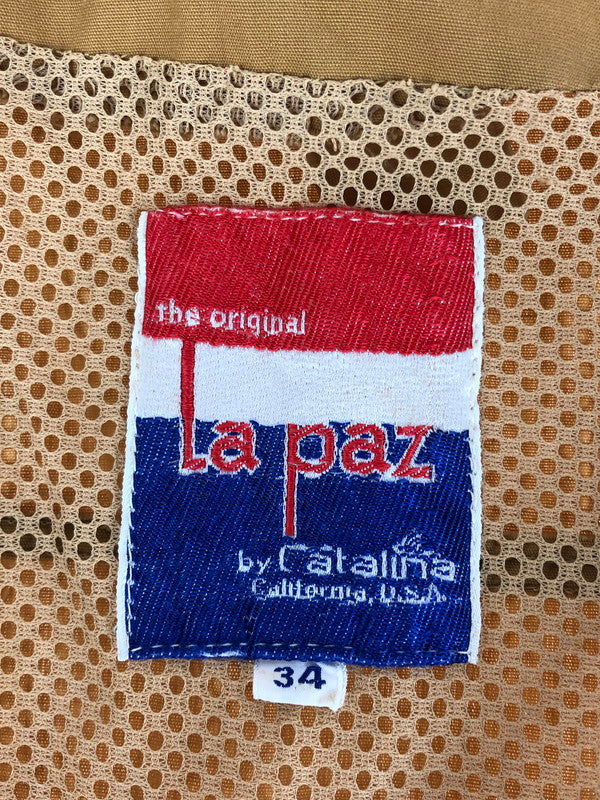 the original
La paz
by Catalina
California, U.S.A.
34